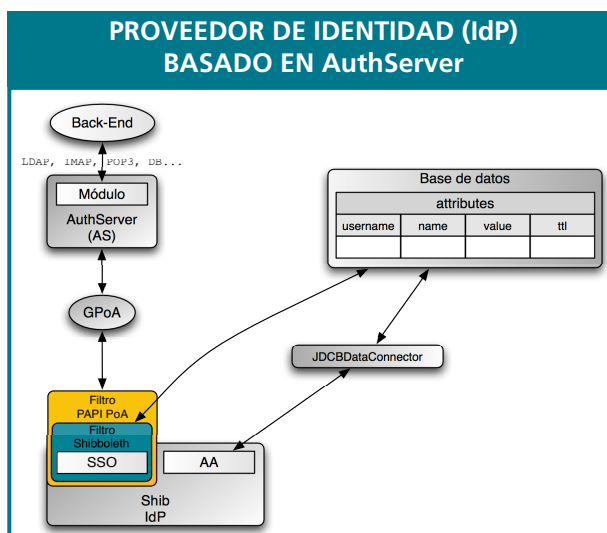 PROVEEDOR DE IDENTIDAD (IdP)
BASADO EN AuthServer
Back-End
LDAP, IMAP, POP3, DB...
Módulo
AuthServer
(AS)
GPoA
Base de datos
attributes
username name value ttl
JDCBDataConnector
Filtro
PAPI PoA
Filtro
Shibboleth
SSO
AA
Shib
IdP